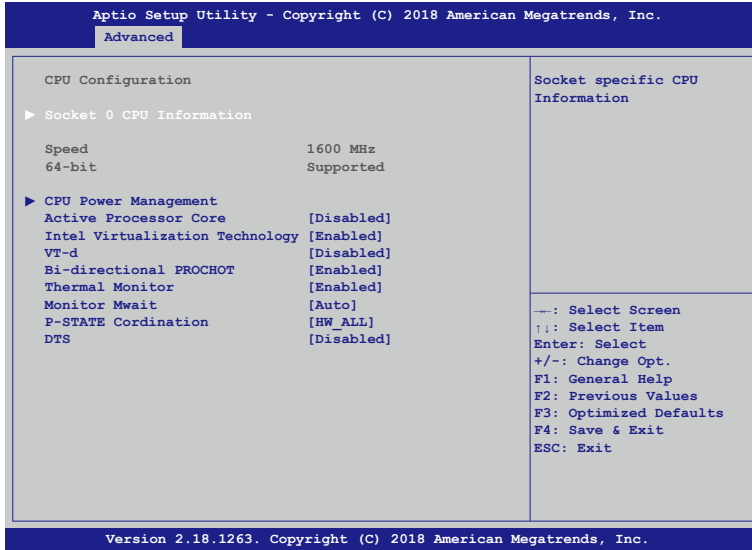 Aptio Setup Utility - Copyright (C) 2018 American Megatrends, Inc.
Advanced
CPU Configuration
▶ Socket 0 CPU Information
Speed 1600 MHz
64-bit Supported
▶ CPU Power Management
Active Processor Core [Disabled]
Intel Virtualization Technology [Enabled]
VT-d [Disabled]
Bi-directional PROCHOT [Enabled]
Thermal Monitor [Enabled]
Monitor Mwait [Auto]
P-STATE Cordination [HW_ALL]
DTS [Disabled]
Socket specific CPU
Information
→←: Select Screen
↑↓: Select Item
Enter: Select
+/-: Change Opt.
F1: General Help
F2: Previous Values
F3: Optimized Defaults
F4: Save & Exit
ESC: Exit
Version 2.18.1263. Copyright (C) 2018 American Megatrends, Inc.